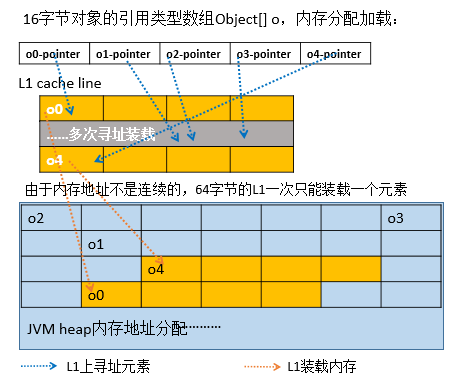 16字节对象的引用类型数组Object[] o，内存分配加载：
o0-pointer o1-pointer o2-pointer o3-pointer o4-pointer
L1 cache line
o0
……多次寻址装载
o4
由于内存地址不是连续的，64字节的L1一次只能装载一个元素
o2 o3
o1
o4
o0
JVM heap内存地址分配…………
L1上寻址元素 L1装载内存